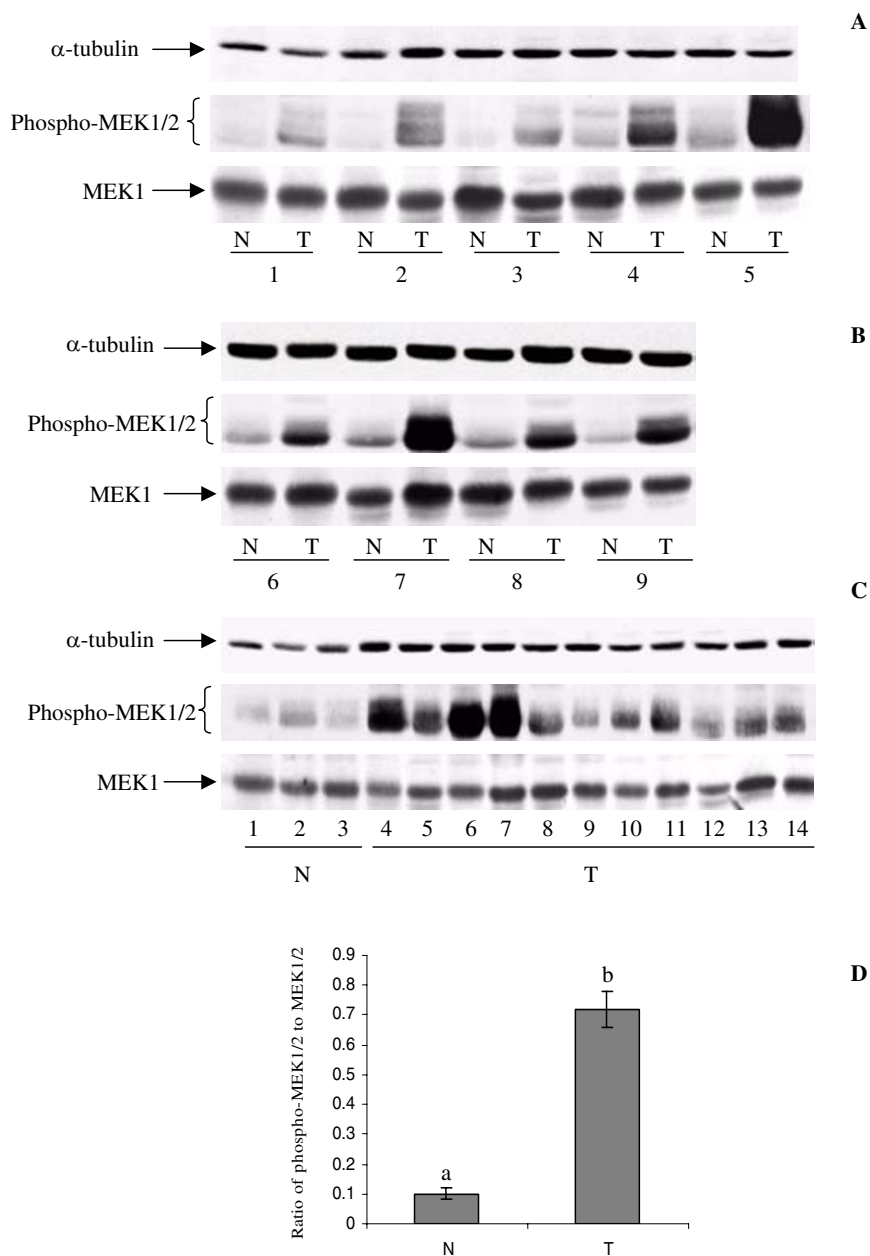 A
α-tubulin
Phospho-MEK1/2
MEK1
N T N T N T N T N T
1 2 3 4 5
B
α-tubulin
Phospho-MEK1/2
MEK1
N T N T N T N T
6 7 8 9
C
α-tubulin
Phospho-MEK1/2
MEK1
1 2 3 4 5 6 7 8 9 10 11 12 13 14
N T
D
Ratio of phospho-MEK1/2 to MEK1/2
0.9
0.8
0.7
0.6
0.5
0.4
0.3
0.2
0.1
0
a
b
N T